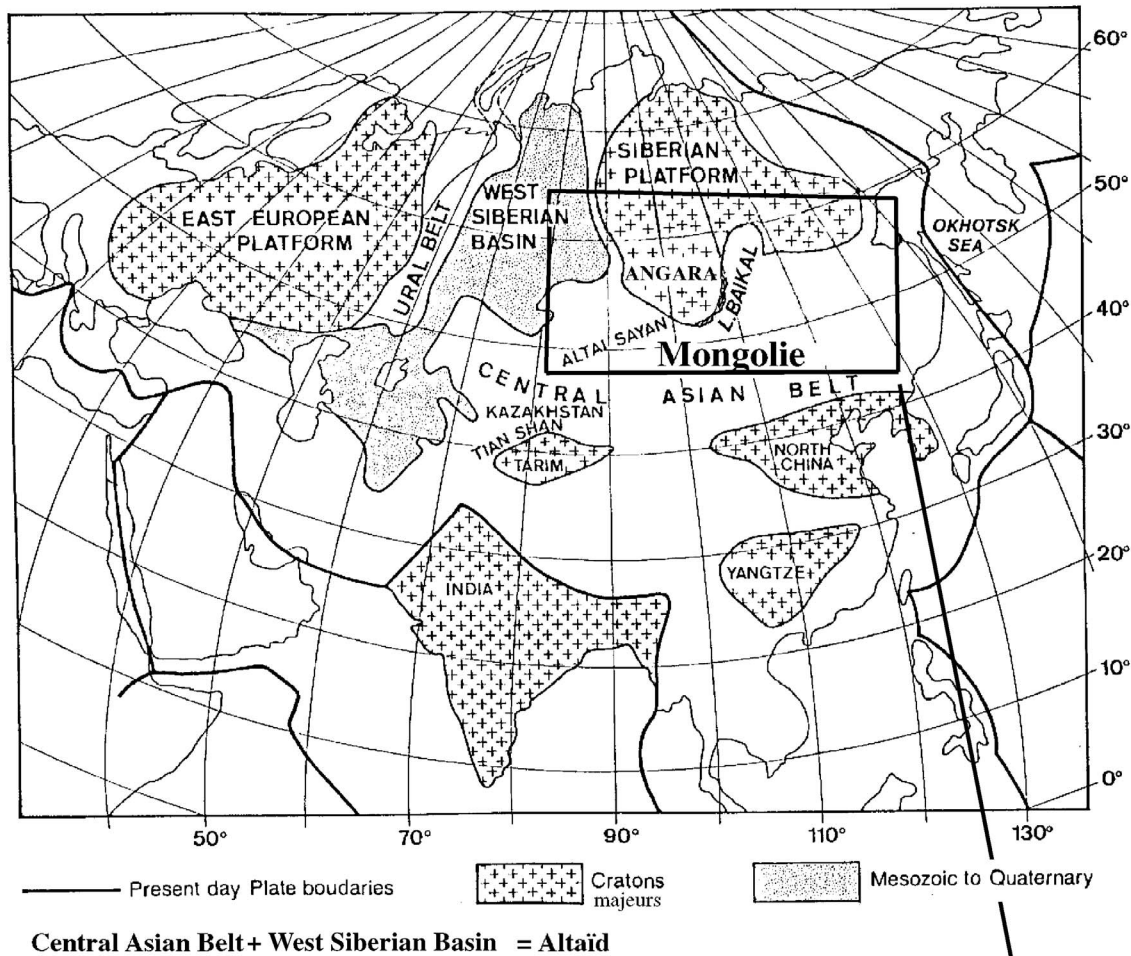 60°
50°
40°
30°
20°
10°
0°
SIBERIAN
PLATFORM
WEST
SIBERIAN
BASIN
EAST EUROPEAN
PLATFORM
URAL BELT
OKHOTSK
SEA
ANGARA
L. BAIKAL
ALTAI SAYAN
Mongolie
CENTRAL ASIAN BELT
KAZAKHSTAN
TIAN SHAN
TARIM
NORTH
CHINA
YANGTZE
INDIA
50° 70° 90° 110° 130°
Present day Plate boudaries
Cratons
majeurs
Mesozoic to Quaternary
Central Asian Belt + West Siberian Basin = Altaïd